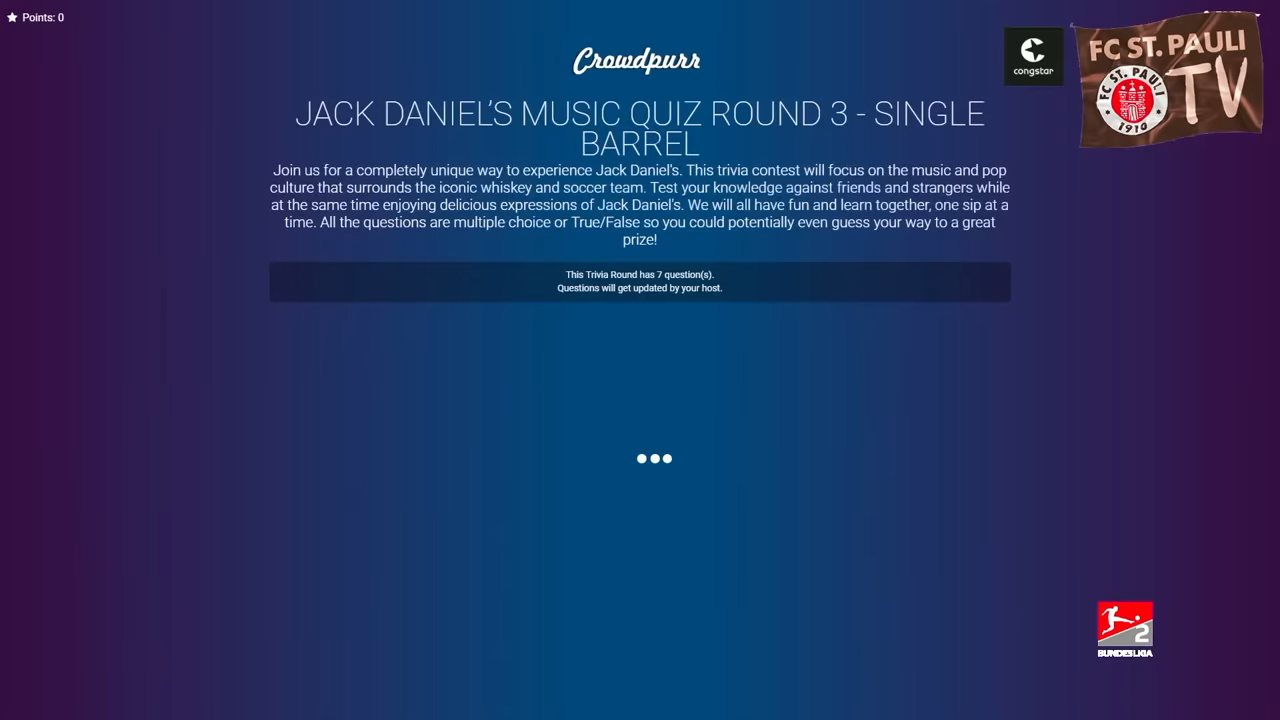 Points: 0
Crowdpurr
congstar
FC ST. PAULI
TV
FC ST. PAULI
1910
JACK DANIEL'S MUSIC QUIZ ROUND 3 - SINGLE
BARREL
Join us for a completely unique way to experience Jack Daniel's. This trivia contest will focus on the music and pop
culture that surrounds the iconic whiskey and soccer team. Test your knowledge against friends and strangers while
at the same time enjoying delicious expressions of Jack Daniel's. We will all have fun and learn together, one sip at a
time. All the questions are multiple choice or True/False so you could potentially even guess your way to a great
prize!
This Trivia Round has 7 question(s).
Questions will get updated by your host.
2
BUNDESLIGA